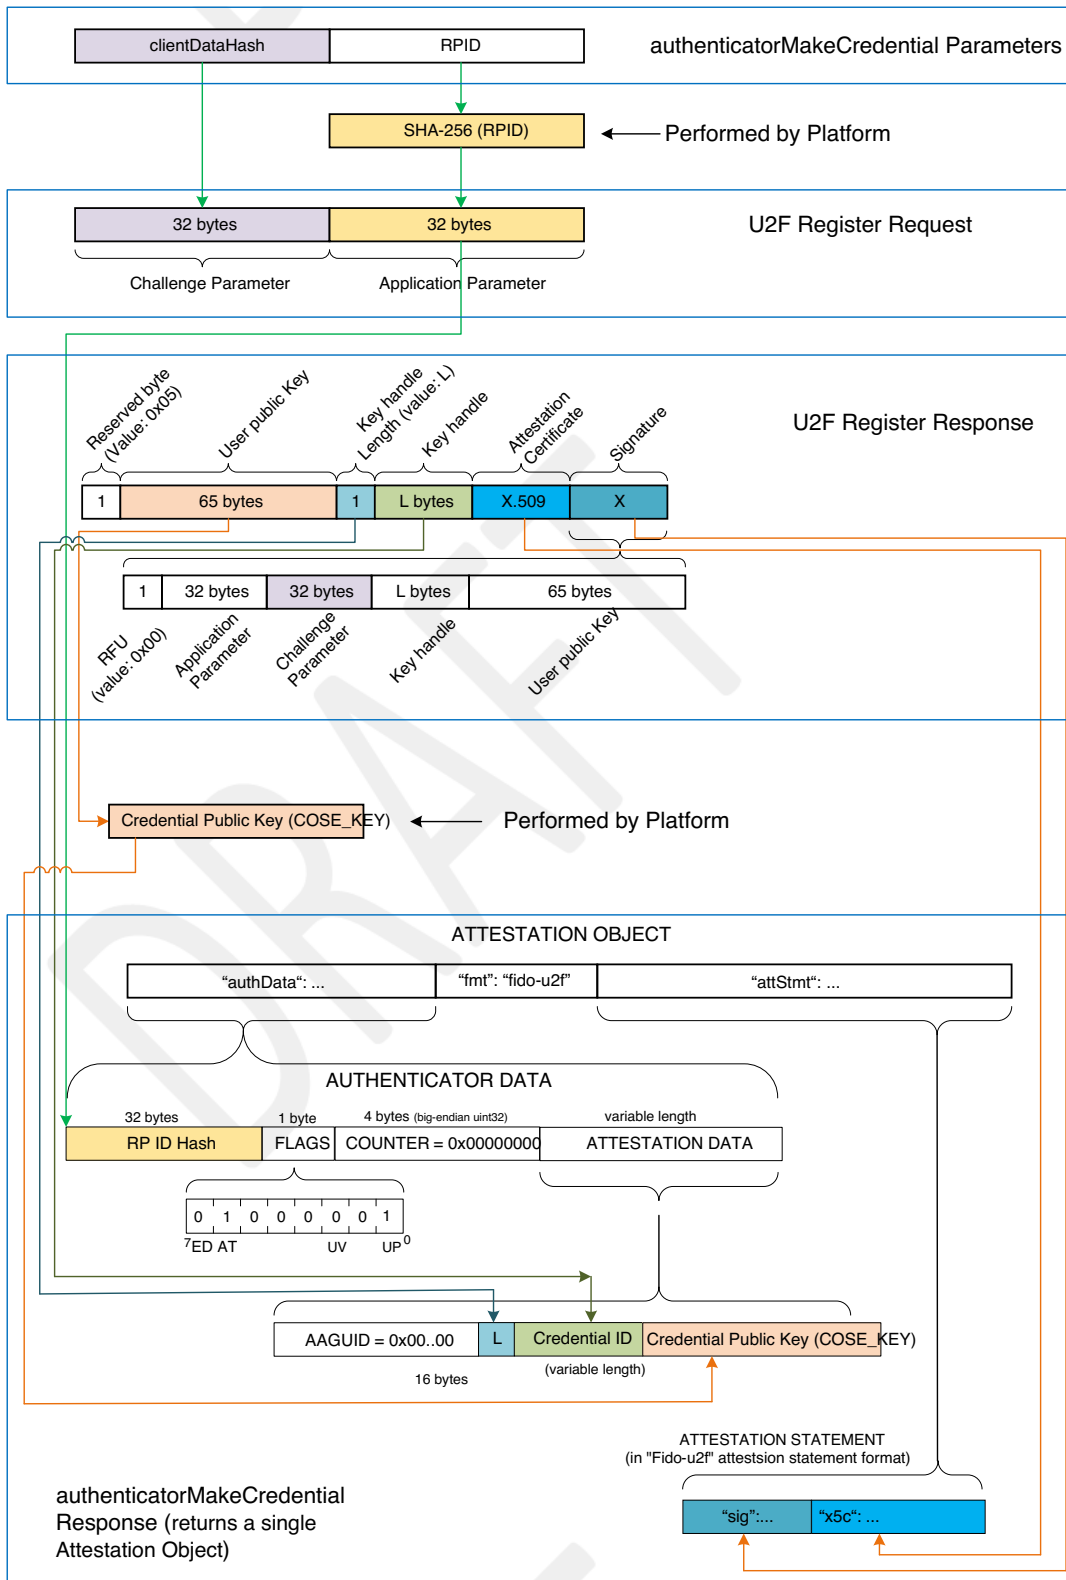 clientDataHash
RPID
authenticatorMakeCredential Parameters
SHA-256 (RPID)
Performed by Platform
32 bytes
32 bytes
U2F Register Request
Challenge Parameter
Application Parameter
Reserved byte
(Value: 0x05)
User public Key
Key handle
Length (value: L)
Key handle
Attestation
Certificate
Signature
U2F Register Response
1
65 bytes
1
L bytes
X.509
X
1
32 bytes
32 bytes
L bytes
65 bytes
RFU
(value: 0x00)
Application
Parameter
Challenge
Parameter
Key handle
User public Key
Credential Public Key (COSE_KEY)
Performed by Platform
DRAFT
ATTESTATION OBJECT
“authData“: ...
“fmt”: “fido-u2f”
“attStmt”: ...
AUTHENTICATOR DATA
32 bytes
1 byte
4 bytes (big-endian uint32)
variable length
RP ID Hash
FLAGS
COUNTER = 0x00000000
ATTESTATION DATA
0 1 0 0 0 0 0 1
7 ED AT UV UP 0
AAGUID = 0x00..00
L
Credential ID
Credential Public Key (COSE_KEY)
16 bytes
(variable length)
ATTESTATION STATEMENT
(in "Fido-u2f" attestsion statement format)
“sig”:...
“x5c“: ...
authenticatorMakeCredential
Response (returns a single
Attestation Object)